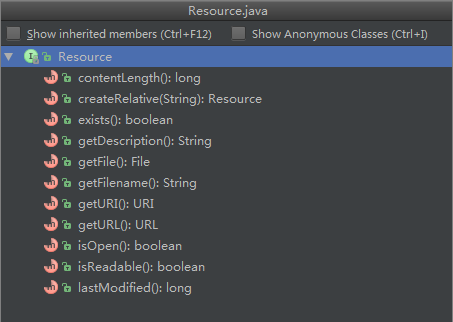 Resource.java
Show inherited members (Ctrl+F12) Show Anonymous Classes (Ctrl+I)
Resource
contentLength(): long
createRelative(String): Resource
exists(): boolean
getDescription(): String
getFile(): File
getFilename(): String
getURI(): URI
getURL(): URL
isOpen(): boolean
isReadable(): boolean
lastModified(): long